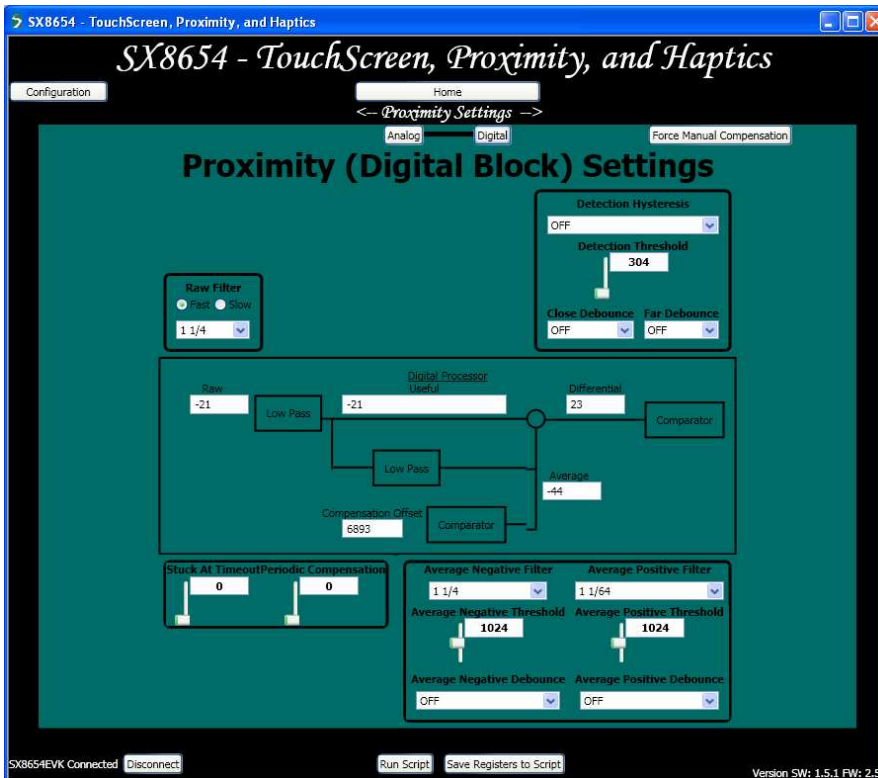 SX8654 - TouchScreen, Proximity, and Haptics
SX8654 - TouchScreen, Proximity, and Haptics
Configuration
Home
<-- Proximity Settings -->
Analog
Digital
Force Manual Compensation
Proximity (Digital Block) Settings
Detection Hysteresis
OFF
Detection Threshold
304
Close Debounce Far Debounce
OFF OFF
Raw Filter
Fast Slow
1 1/4
Digital Processor
Raw
Useful
Differential
-21
-21
23
Low Pass
Comparator
Low Pass
Average
-44
Compensation Offset
6893
Comparator
Stuck At Timeout Periodic Compensation
0 0
Average Negative Filter Average Positive Filter
1 1/4 1 1/64
Average Negative Threshold Average Positive Threshold
1024 1024
Average Negative Debounce Average Positive Debounce
OFF OFF
SX8654EVK Connected Disconnect
Run Script Save Registers to Script